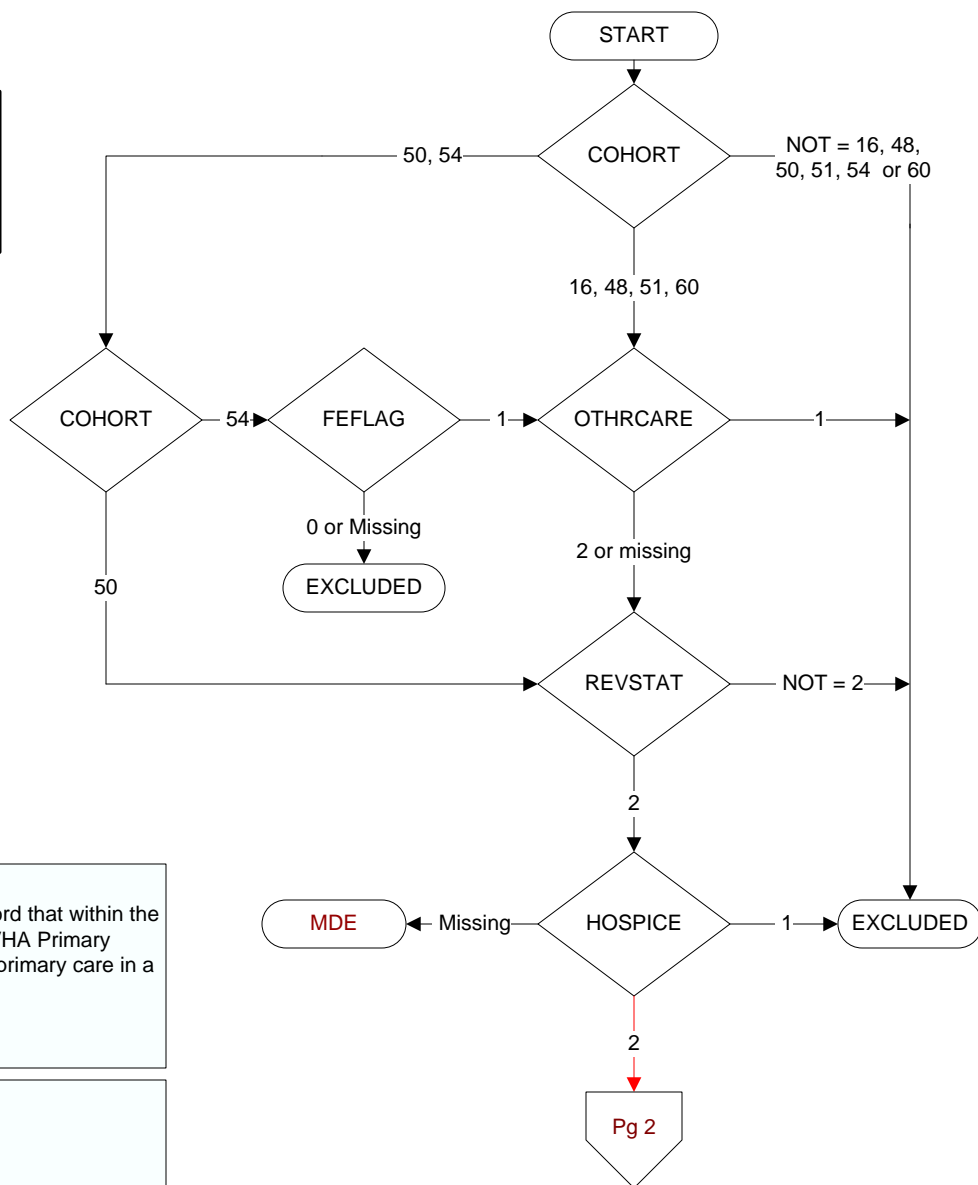 START
COHORT
50, 54
NOT = 16, 48,
50, 51, 54 or 60
16, 48, 51, 60
COHORT
54
FEFLAG
1
OTHRCARE
1
0 or Missing
EXCLUDED
2 or missing
50
REVSTAT
NOT = 2
2
MDE
Missing
HOSPICE
1
EXCLUDED
2
Pg 2
that within the
Primary
primary care in a